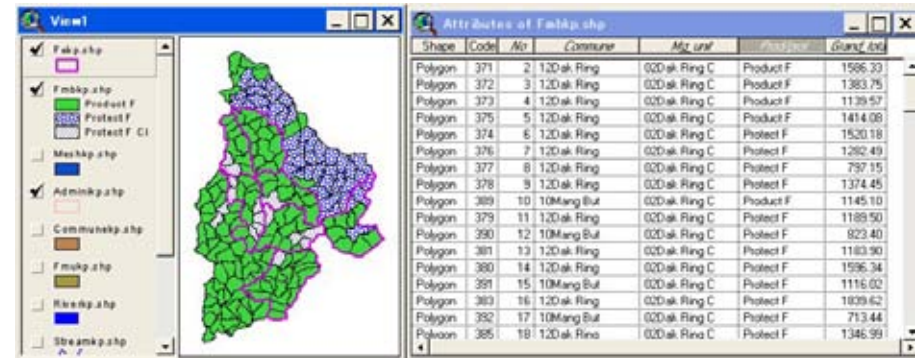 View1
Fekp.shp
Fmbkp.shp
Product F
Protect F
Protect F CI
Meshkp.shp
Adminikp.shp
Communekp.shp
Fmukp.shp
Riverkp.shp
Streamkp.shp
Attributes of Fmbkp.shp
Shape Code No Commune Mg_unit Grand_tota
Polygon 371 2 12Dak Ring 02Dak Ring C Product F 1586.33
Polygon 372 3 12Dak Ring 02Dak Ring C Product F 1383.75
Polygon 373 4 12Dak Ring 02Dak Ring C Product F 1139.57
Polygon 375 5 12Dak Ring 02Dak Ring C Product F 1414.08
Polygon 374 6 12Dak Ring 02Dak Ring C Protect F 1520.18
Polygon 376 7 12Dak Ring 02Dak Ring C Protect F 1282.49
Polygon 377 8 12Dak Ring 02Dak Ring C Protect F 797.15
Polygon 378 9 12Dak Ring 02Dak Ring C Protect F 1374.45
Polygon 389 10 10Mang But 02Dak Ring C Product F 1145.10
Polygon 379 11 12Dak Ring 02Dak Ring C Protect F 1189.50
Polygon 390 12 10Mang But 02Dak Ring C Protect F 823.40
Polygon 381 13 12Dak Ring 02Dak Ring C Protect F 1183.90
Polygon 380 14 12Dak Ring 02Dak Ring C Protect F 1596.34
Polygon 391 15 10Mang But 02Dak Ring C Protect F 1116.02
Polygon 383 16 12Dak Ring 02Dak Ring C Protect F 1839.62
Polygon 392 17 10Mang But 02Dak Ring C Protect F 713.44
Polygon 385 18 12Dak Ring 02Dak Ring C Protect F 1346.99